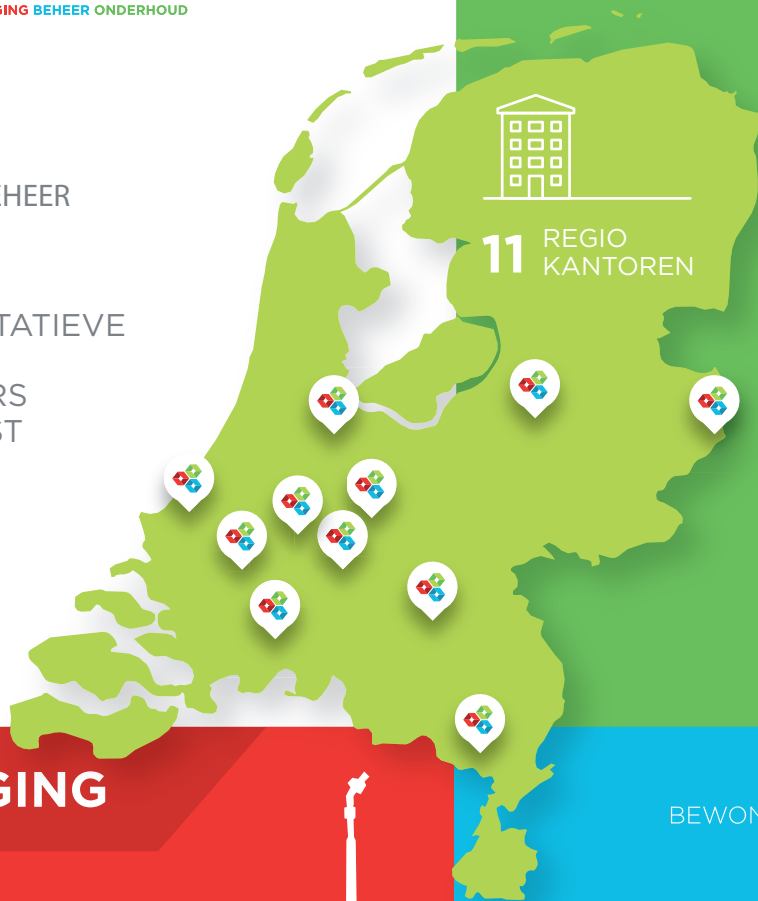 GING BEHEER ONDERHOUD
EHEER
TATIEVE
RS
ST
11 REGIO
KANTOREN
GING
BEWON